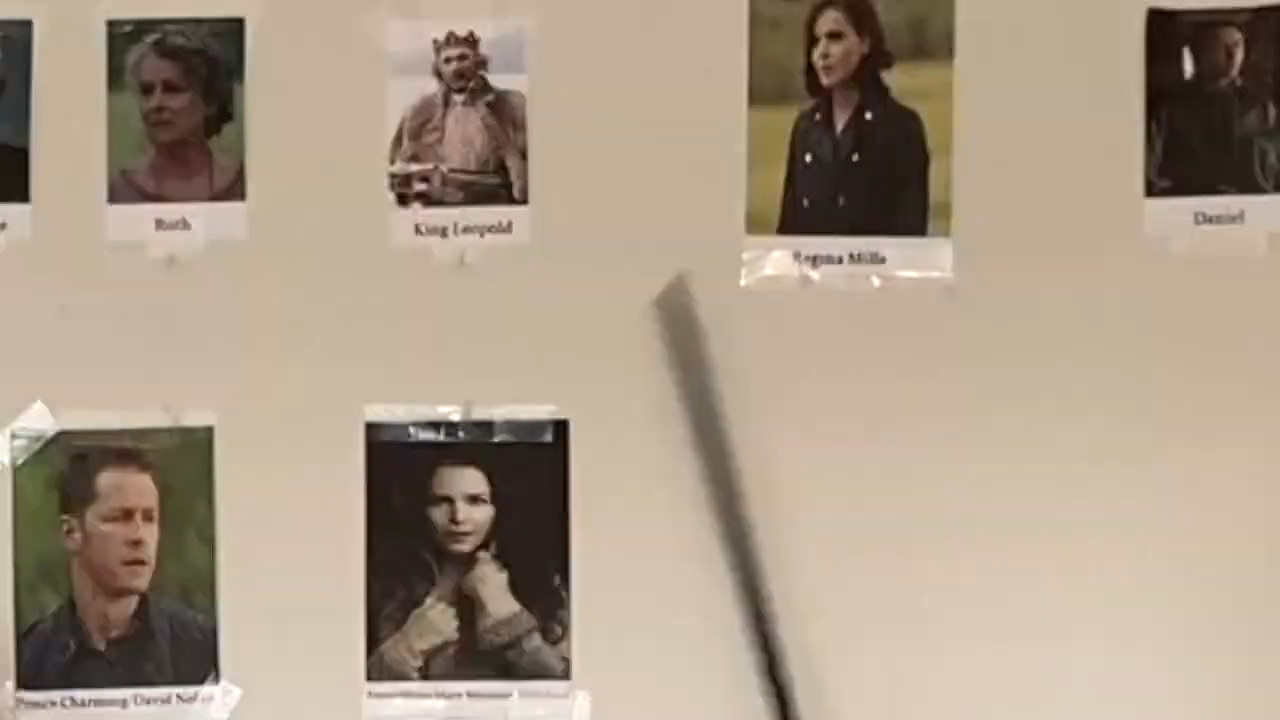 Ruth
King Leopold
Regina Mills
Daniel
Prince Charming/David Nolan